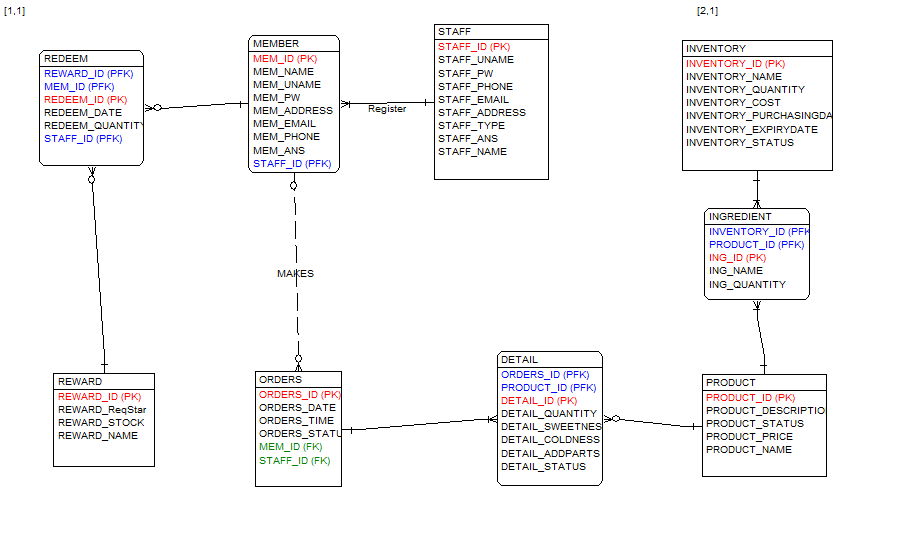 [1,1]
[2,1]
REDEEM
REWARD_ID (PFK)
MEM_ID (PFK)
REDEEM_ID (PK)
REDEEM_DATE
REDEEM_QUANTITY
STAFF_ID (PFK)
MEMBER
MEM_ID (PK)
MEM_NAME
MEM_UNAME
MEM_PW
MEM_ADDRESS
MEM_EMAIL
MEM_PHONE
MEM_ANS
STAFF_ID (PFK)
Register
STAFF
STAFF_ID (PK)
STAFF_UNAME
STAFF_PW
STAFF_PHONE
STAFF_EMAIL
STAFF_ADDRESS
STAFF_TYPE
STAFF_ANS
STAFF_NAME
INVENTORY
INVENTORY_ID (PK)
INVENTORY_NAME
INVENTORY_QUANTITY
INVENTORY_COST
INVENTORY_PURCHASINGDA
INVENTORY_EXPIRYDATE
INVENTORY_STATUS
INGREDIENT
INVENTORY_ID (PFK
PRODUCT_ID (PFK)
ING_ID (PK)
ING_NAME
ING_QUANTITY
MAKES
REWARD
REWARD_ID (PK)
REWARD_ReqStar
REWARD_STOCK
REWARD_NAME
ORDERS
ORDERS_ID (PK)
ORDERS_DATE
ORDERS_TIME
ORDERS_STATU
MEM_ID (FK)
STAFF_ID (FK)
DETAIL
ORDERS_ID (PFK)
PRODUCT_ID (PFK)
DETAIL_ID (PK)
DETAIL_QUANTITY
DETAIL_SWEETNES
DETAIL_COLDNESS
DETAIL_ADDPARTS
DETAIL_STATUS
PRODUCT
PRODUCT_ID (PK)
PRODUCT_DESCRIPTIO
PRODUCT_STATUS
PRODUCT_PRICE
PRODUCT_NAME